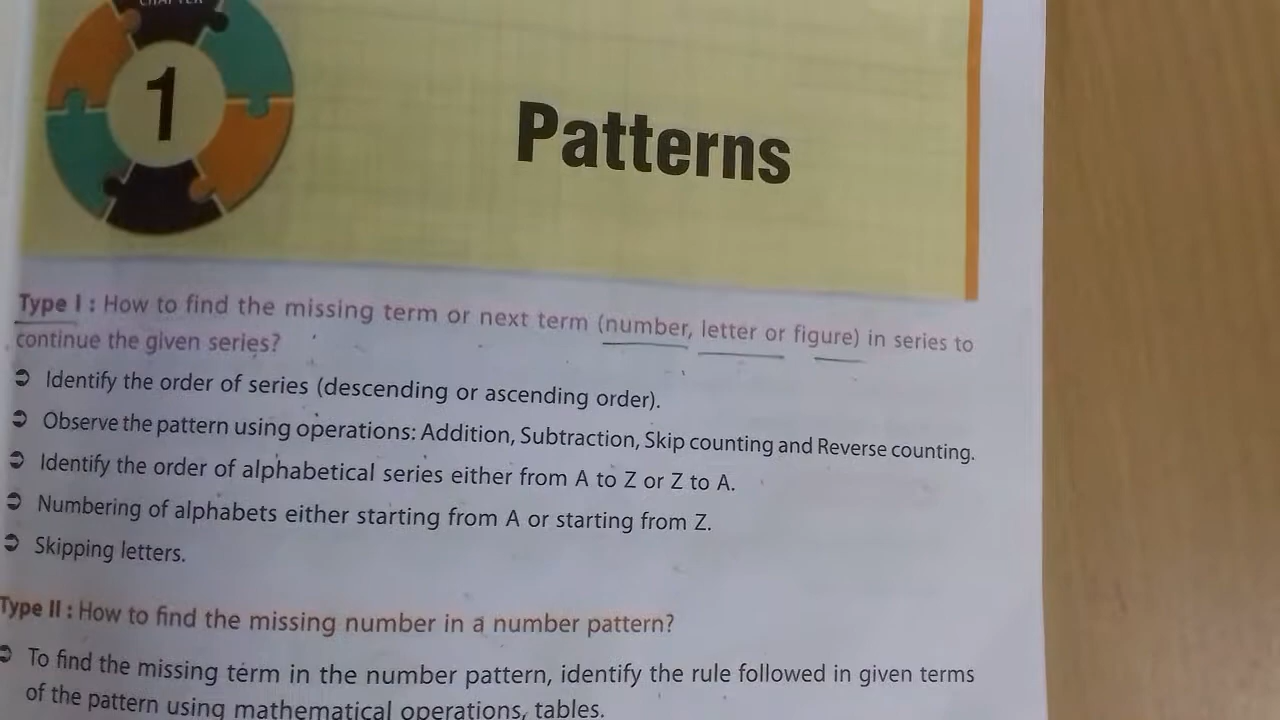 CHAPTER
1
Patterns
Type I : How to find the missing term or next term (number, letter or figure) in series to
continue the given series?
➲ Identify the order of series (descending or ascending order).
➲ Observe the pattern using operations: Addition, Subtraction, Skip counting and Reverse counting.
➲ Identify the order of alphabetical series either from A to Z or Z to A.
➲ Numbering of alphabets either starting from A or starting from Z.
➲ Skipping letters.
Type II : How to find the missing number in a number pattern?
➲ To find the missing term in the number pattern, identify the rule followed in given terms
of the pattern using mathematical operations, tables.